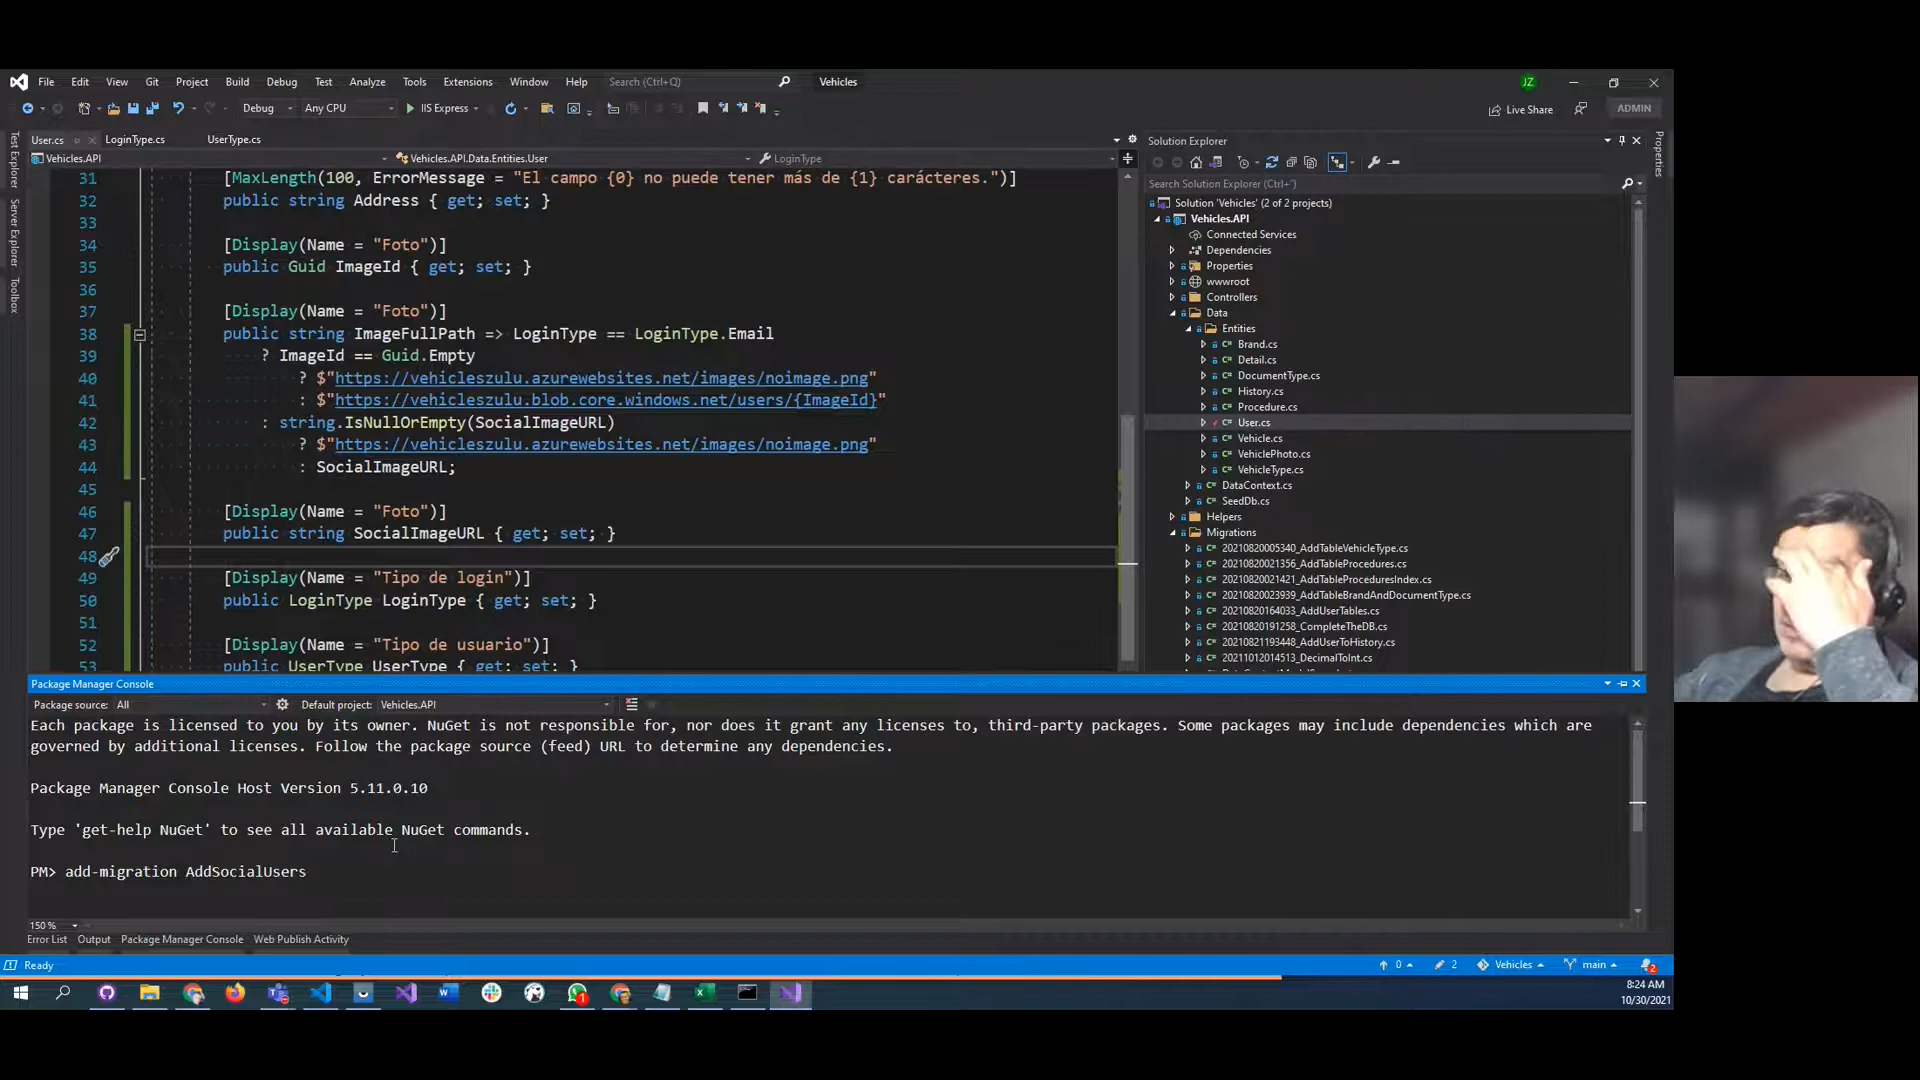 File Edit View Git Project Build Debug Test Analyze Tools Extensions Window Help Search (Ctrl+Q) Vehicles JZ
Debug Any CPU IIS Express Live Share ADMIN
User.cs LoginType.cs UserType.cs
Vehicles.API Vehicles.API.Data.Entities.User LoginType
Test Explorer
Server Explorer
Toolbox
31 [MaxLength(100, ErrorMessage = "El campo {0} no puede tener más de {1} carácteres.")]
32 public string Address { get; set; }
33
34 [Display(Name = "Foto")]
35 public Guid ImageId { get; set; }
36
37 [Display(Name = "Foto")]
38 public string ImageFullPath => LoginType == LoginType.Email
39 ? ImageId == Guid.Empty
40 ? $"https://vehicleszulu.azurewebsites.net/images/noimage.png"
41 : $"https://vehicleszulu.blob.core.windows.net/users/{ImageId}"
42 : string.IsNullOrEmpty(SocialImageURL)
43 ? $"https://vehicleszulu.azurewebsites.net/images/noimage.png"
44 : SocialImageURL;
45
46 [Display(Name = "Foto")]
47 public string SocialImageURL { get; set; }
48
49 [Display(Name = "Tipo de login")]
50 public LoginType LoginType { get; set; }
51
52 [Display(Name = "Tipo de usuario")]
53 public UserType UserType { get; set; }
Solution Explorer
Search Solution Explorer (Ctrl+')
Solution 'Vehicles' (2 of 2 projects)
Vehicles.API
Connected Services
Dependencies
Properties
wwwroot
Controllers
Data
Entities
C# Brand.cs
C# Detail.cs
C# DocumentType.cs
C# History.cs
C# Procedure.cs
C# User.cs
C# Vehicle.cs
C# VehiclePhoto.cs
C# VehicleType.cs
C# DataContext.cs
C# SeedDb.cs
Helpers
Migrations
C# 20210820005340_AddTableVehicleType.cs
C# 20210820021356_AddTableProcedures.cs
C# 20210820021421_AddTableProceduresIndex.cs
C# 20210820023939_AddTableBrandAndDocumentType.cs
C# 20210820164033_AddUserTables.cs
C# 20210820191258_CompleteTheDB.cs
C# 20210821193448_AddUserToHistory.cs
C# 20211012014513_DecimalToInt.cs
Properties
Package Manager Console
Package source: All Default project: Vehicles.API
Each package is licensed to you by its owner. NuGet is not responsible for, nor does it grant any licenses to, third-party packages. Some packages may include dependencies which are
governed by additional licenses. Follow the package source (feed) URL to determine any dependencies.
Package Manager Console Host Version 5.11.0.10
Type 'get-help NuGet' to see all available NuGet commands.
PM> add-migration AddSocialUsers
150 %
Error List Output Package Manager Console Web Publish Activity
Ready 0 2 Vehicles main 2
8:24 AM
10/30/2021